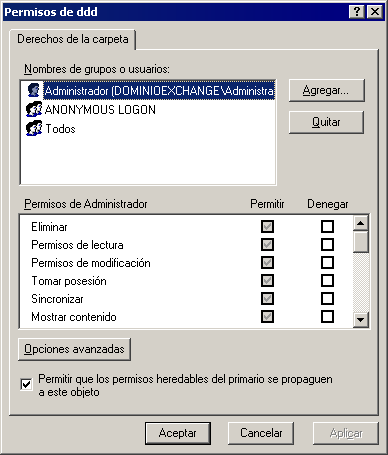 Permisos de ddd
Derechos de la carpeta
Nombres de grupos o usuarios:
Administrador (DOMINIOEXCHANGE\Administra
ANONYMOUS LOGON
Todos
Agregar...
Quitar
Permisos de Administrador Permitir Denegar
Eliminar
Permisos de lectura
Permisos de modificación
Tomar posesión
Sincronizar
Mostrar contenido
Opciones avanzadas
Permitir que los permisos heredables del primario se propaguen
a este objeto
Aceptar Cancelar Aplicar